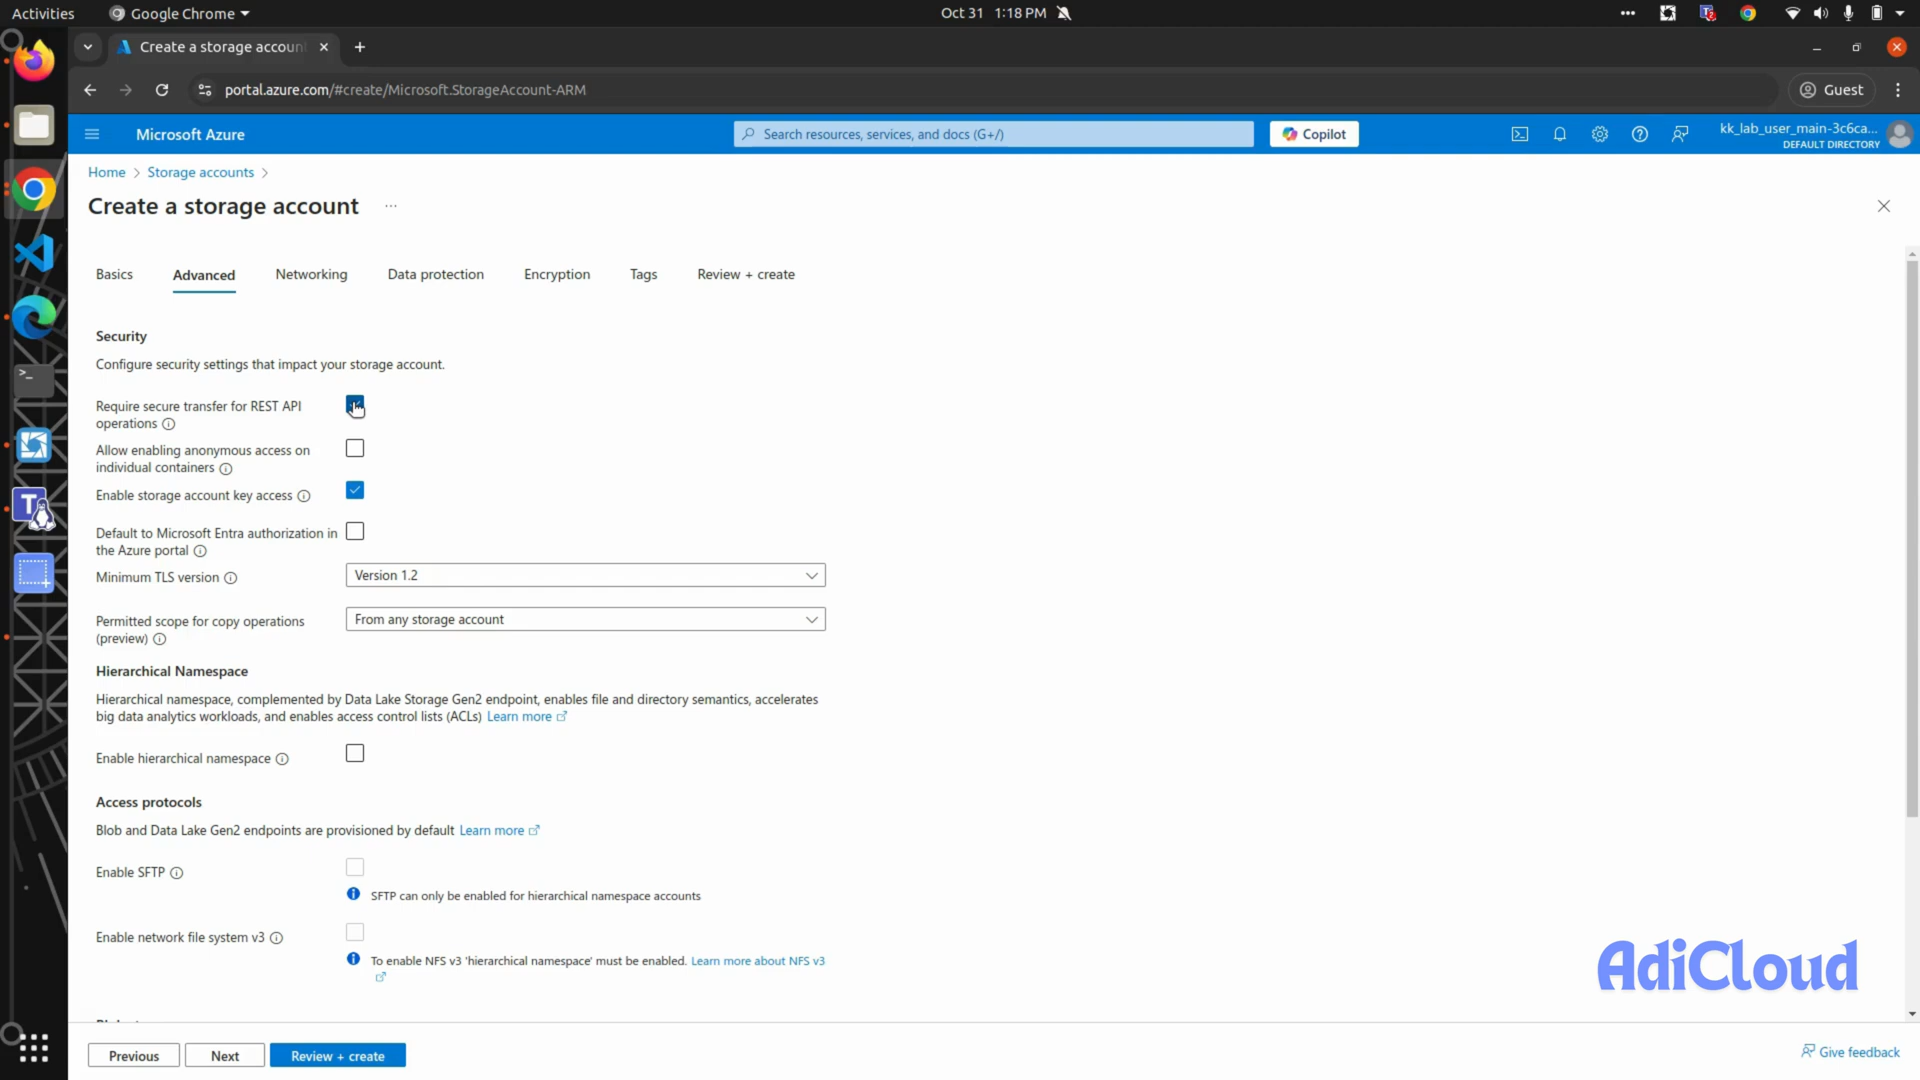 Activities
Google Chrome
Oct 31 1:18 PM
Create a storage accoun
portal.azure.com/#create/Microsoft.StorageAccount-ARM
Guest
Microsoft Azure
Search resources, services, and docs (G+/)
Copilot
kk_lab_user_main-3c6ca...
DEFAULT DIRECTORY
Home > Storage accounts >
Create a storage account ...
Basics
Advanced
Networking
Data protection
Encryption
Tags
Review + create
Security
Configure security settings that impact your storage account.
Require secure transfer for REST API
operations
Allow enabling anonymous access on
individual containers
Enable storage account key access
Default to Microsoft Entra authorization in
the Azure portal
Minimum TLS version
Version 1.2
Permitted scope for copy operations
(preview)
From any storage account
Hierarchical Namespace
Hierarchical namespace, complemented by Data Lake Storage Gen2 endpoint, enables file and directory semantics, accelerates
big data analytics workloads, and enables access control lists (ACLs) Learn more
Enable hierarchical namespace
Access protocols
Blob and Data Lake Gen2 endpoints are provisioned by default Learn more
Enable SFTP
SFTP can only be enabled for hierarchical namespace accounts
Enable network file system v3
To enable NFS v3 'hierarchical namespace' must be enabled. Learn more about NFS v3
AdiCloud
Previous
Next
Review + create
Give feedback